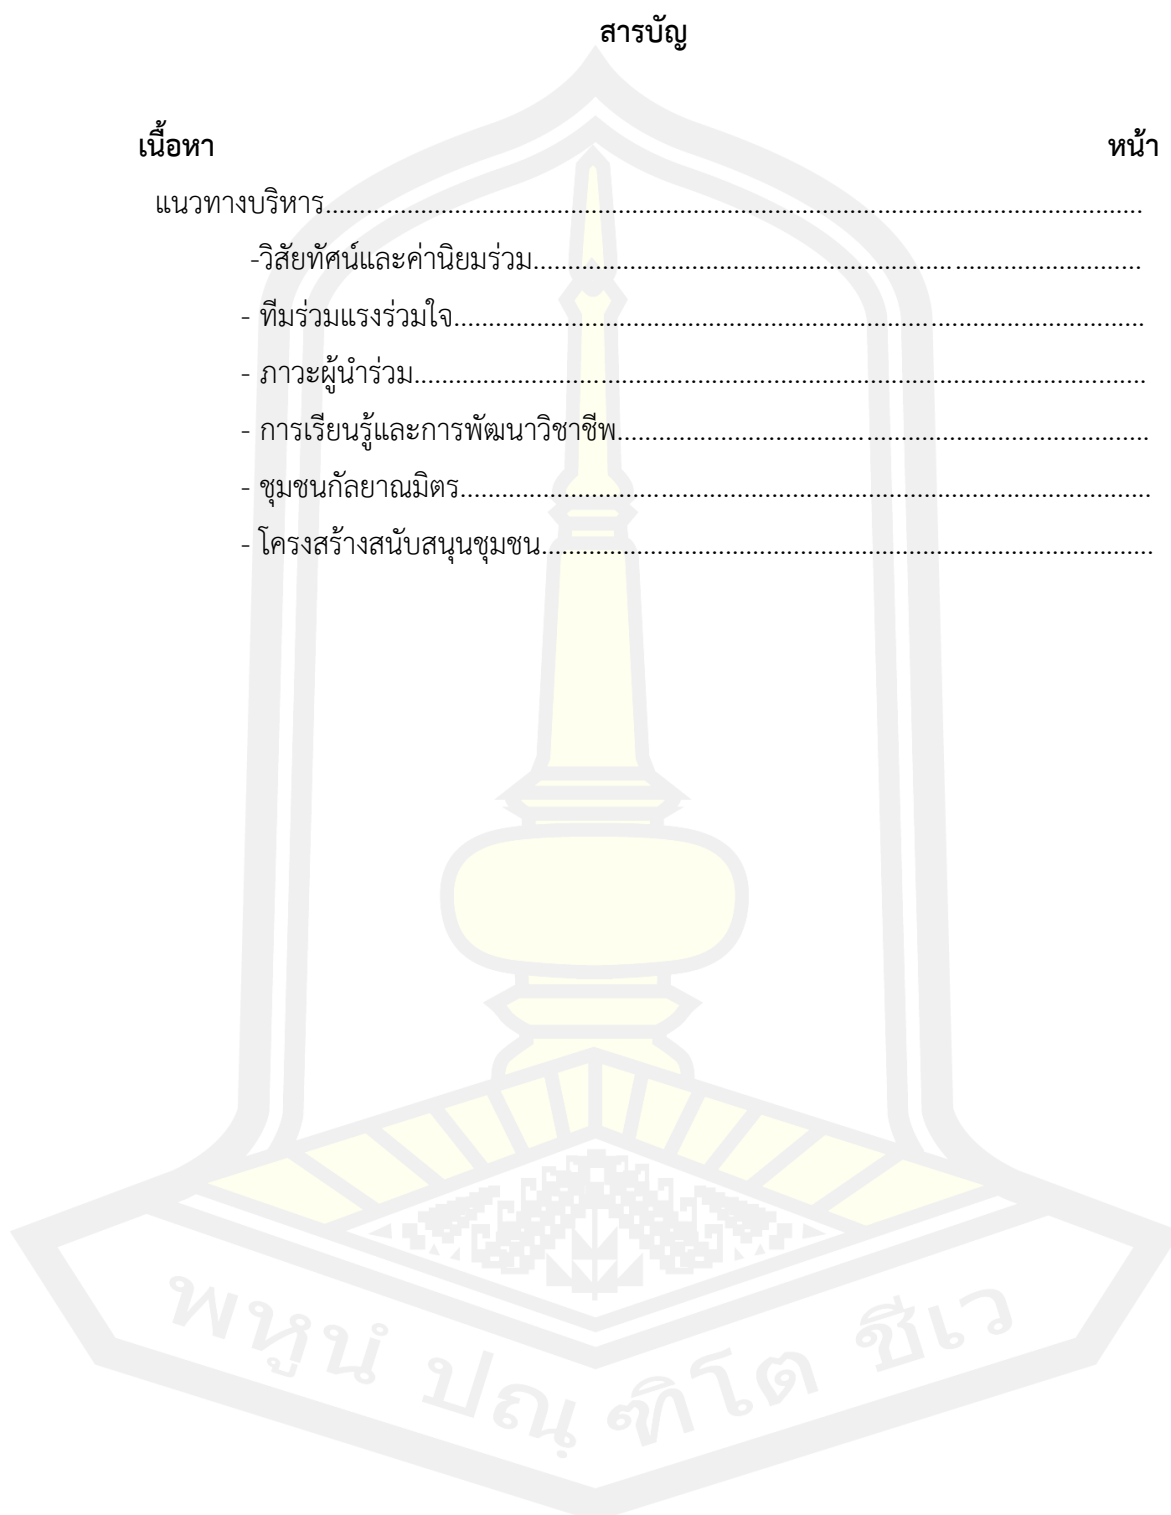 สารบัญ
เนื้อหา หน้า
แนวทางบริหาร....................................................................................................
-วิสัยทัศน์และค่านิยมร่วม..........................................................................
- ทีมร่วมแรงร่วมใจ....................................................................................
- ภาวะผู้นำร่วม.........................................................................................
- การเรียนรู้และการพัฒนาวิชาชีพ................................................................
- ชุมชนกัลยาณมิตร...................................................................................
- โครงสร้างสนับสนุนชุมชน.........................................................................
พหูนํ ปณฺฑิโต ชีเว